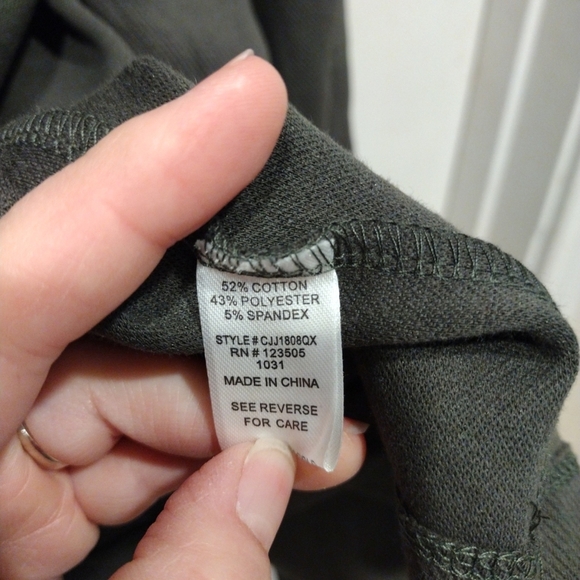 52% COTTON
43% POLYESTER
5% SPANDEX
STYLE # CJJ1808QX
RN # 123505
1031
MADE IN CHINA
SEE REVERSE
FOR CARE